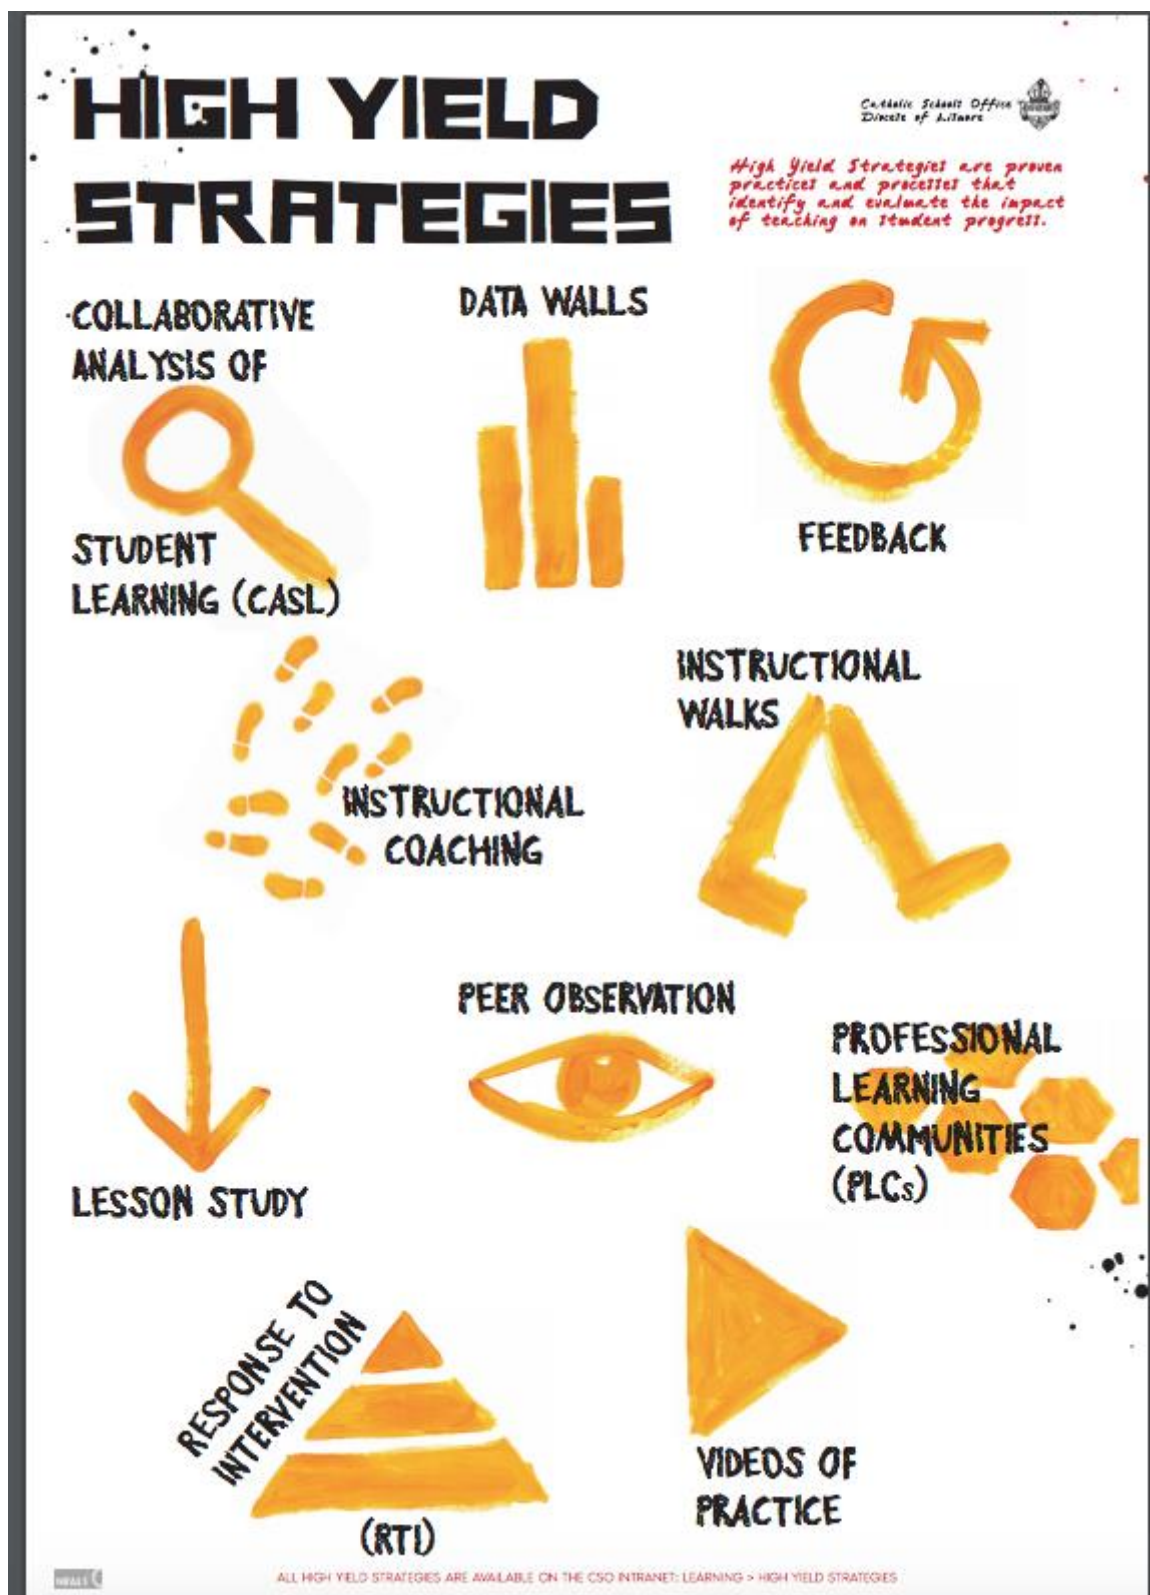 HIGH YIELD
STRATEGIES
Catholic Schools Office
Diocese of Lismore
High Yield Strategies are proven
practices and processes that
identify and evaluate the impact
of teaching on student progress.
COLLABORATIVE
ANALYSIS OF
STUDENT
LEARNING (CASL)
DATA WALLS
FEEDBACK
INSTRUCTIONAL
COACHING
INSTRUCTIONAL
WALKS
LESSON STUDY
PEER OBSERVATION
PROFESSIONAL
LEARNING
COMMUNITIES
(PLCs)
RESPONSE TO
INTERVENTION
(RTI)
VIDEOS OF
PRACTICE
ALL HIGH YIELD STRATEGIES ARE AVAILABLE ON THE CSO INTRANET: LEARNING > HIGH YIELD STRATEGIES